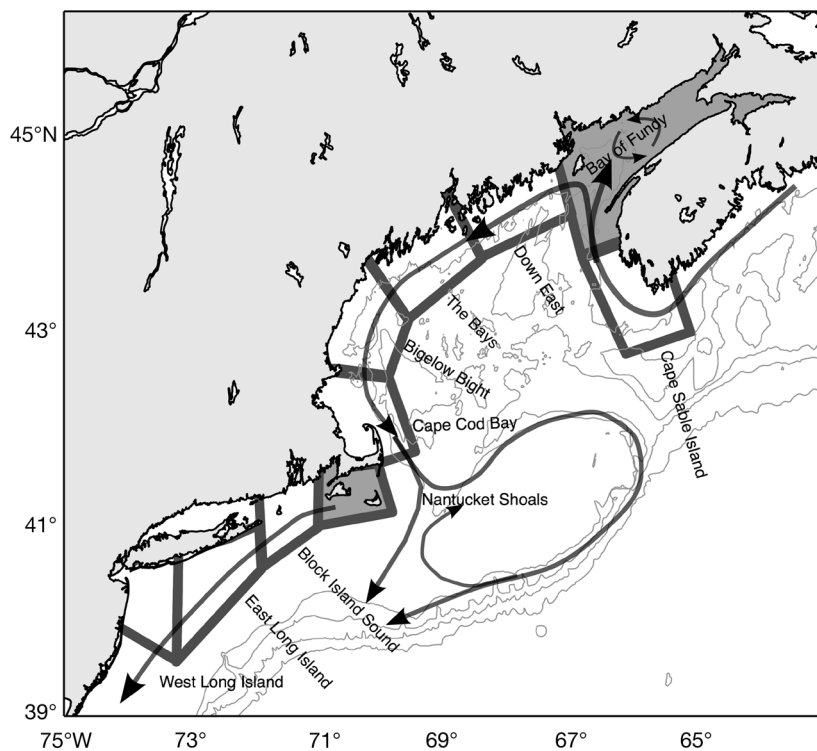 45°N
Bay of Fundy
Down East
43°
The Bays
Bigelow Bight
Cape Sable Island
Cape Cod Bay
Nantucket Shoals
41°
Block Island Sound
East Long Island
West Long Island
39°
75°W
73°
71°
69°
67°
65°